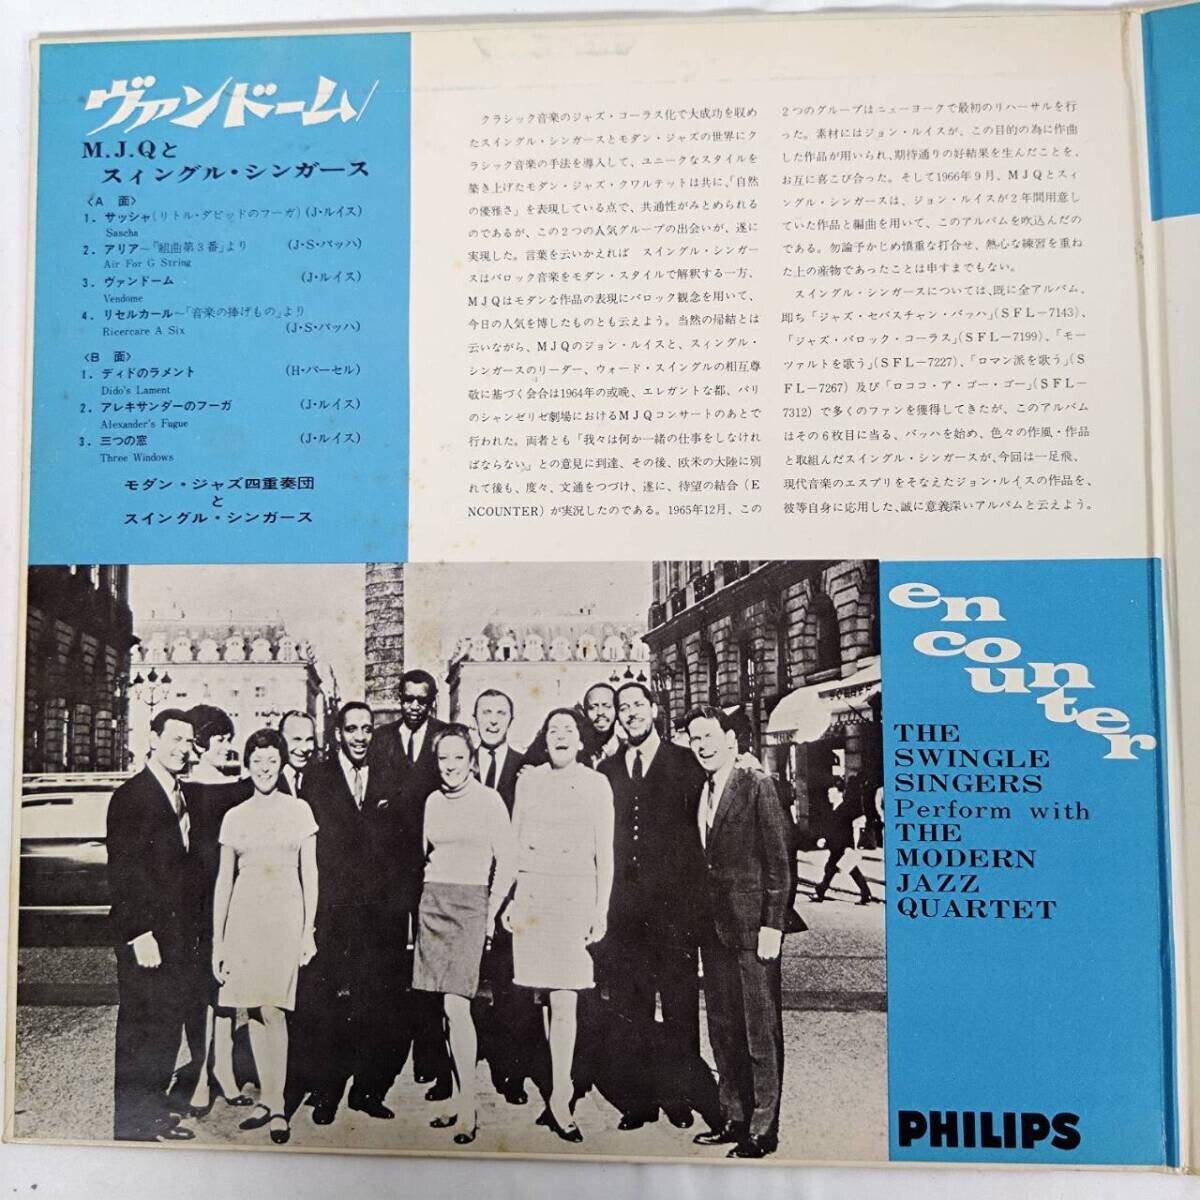 ヴァンドーム
M.J.Qと
スィングル・シンガース
〈A 面〉
1. サッシャ(リトル・ダビッドのフーガ) (J・ルイス)
Sascha
2. アリア〜「組曲第3番」より (J・S・バッハ)
Air For G String
3. ヴァンドーム (J・ルイス)
Vendome
4. リセルカール〜「音楽の捧げもの」より
Ricercare A Six (J・S・バッハ)
〈B 面〉
1. ディドのラメント (H・パーセル)
Dido's Lament
2. アレキサンダーのフーガ (J・ルイス)
Alexander's Fugue
3. 三つの窓 (J・ルイス)
Three Windows
モダン・ジャズ四重奏団
と
スイングル・シンガース
クラシック音楽のジャズ・コーラス化で大成功を収め
たスイングル・シンガースとモダン・ジャズの世界にク
ラシック音楽の手法を導入して、ユニークなスタイルを
築き上げたモダン・ジャズ・クワルテットは共に、「自然
の優雅さ」を表現している点で、共通性がみとめられる
のであるが、この2つの人気グループの出会いが、遂に
実現した。言葉を云いかえれば スイングル・シンガー
スはバロック音楽をモダン・スタイルで解釈する一方、
MJQはモダンな作品の表現にバロック観念を用いて、
今日の人気を博したものとも云えよう。当然の帰結とは
云いながら、MJQのジョン・ルイスと、スィングル・
シンガースのリーダー、ウォード・スイングルの相互尊
敬に基づく会合は1964年の或晩、エレガントな都、パリ
のシャンゼリゼ劇場におけるMJQコンサートのあとで
行われた。両者とも「我々は何か一緒の仕事をしなけれ
ばならない」との意見に到達、その後、欧米の大陸に別
れて後も、度々、文通をつづけ、遂に、待望の結合(E
NCOUNTER)が実況したのである。1965年12月、この
2つのグループはニューヨークで最初のリハーサルを行
った。素材にはジョン・ルイスが、この目的の為に作曲
した作品が用いられ、期待通りの好結果を生んだことを、
お互に喜こび合った。そして1966年9月、MJQとスィ
ングル・シンガースは、ジョン・ルイスが2年間用意し
ていた作品と編曲を用いて、このアルバムを吹込んだの
である。勿論予かじめ慎重な打合せ、熱心な練習を重ね
た上の産物であったことは申すまでもない。
スイングル・シンガースについては、既に全アルバム、
即ち「ジャズ・セバスチャン・バッハ」(SFL−7143)、
「ジャズ・バロック・コーラス」(SFL−7199)、「モー
ツァルトを歌う」(SFL−7227)、「ロマン派を歌う」(S
FL−7267)及び「ロココ・ア・ゴー・ゴー」(SFL−
7312)で多くのファンを獲得してきたが、このアルバム
はその6枚目に当る、バッハを始め、色々の作風・作品
と取組んだスイングル・シンガースが、今回は一足飛、
現代音楽のエスプリをそなえたジョン・ルイスの作品を、
彼等自身に応用した、誠に意義深いアルバムと云えよう。
encounter
THE
SWINGLE
SINGERS
Perform with
THE
MODERN
JAZZ
QUARTET
PHILIPS